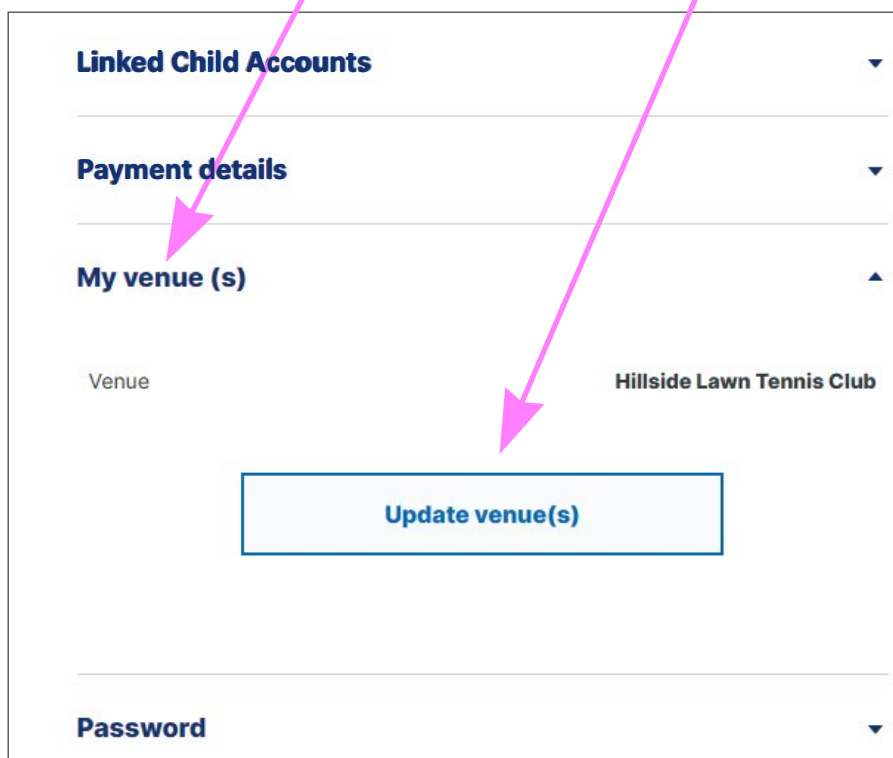 Linked Child Accounts
Payment details
My venue (s)
Venue Hillside Lawn Tennis Club
Update venue(s)
Password